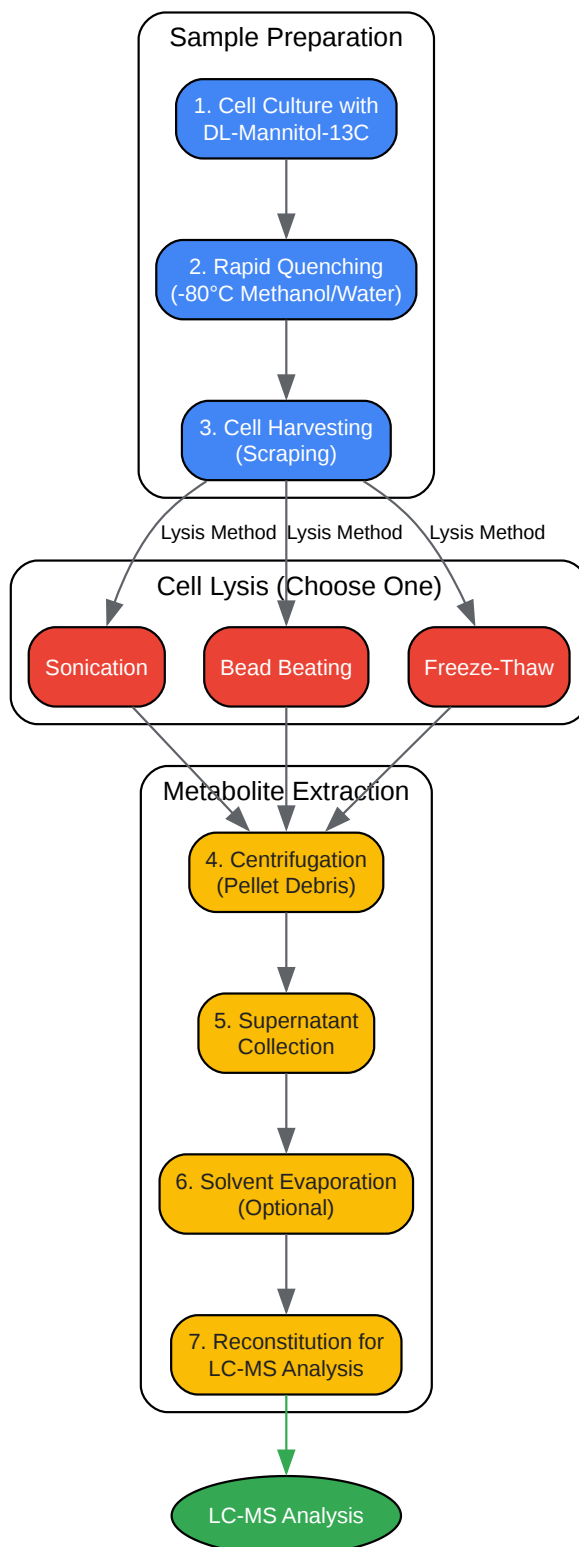 Sample Preparation
1. Cell Culture with
DL-Mannitol-13C
2. Rapid Quenching
(-80°C Methanol/Water)
3. Cell Harvesting
(Scraping)
Lysis Method
Lysis Method
Lysis Method
Cell Lysis (Choose One)
Sonication
Bead Beating
Freeze-Thaw
Metabolite Extraction
4. Centrifugation
(Pellet Debris)
5. Supernatant
Collection
6. Solvent Evaporation
(Optional)
7. Reconstitution for
LC-MS Analysis
LC-MS Analysis